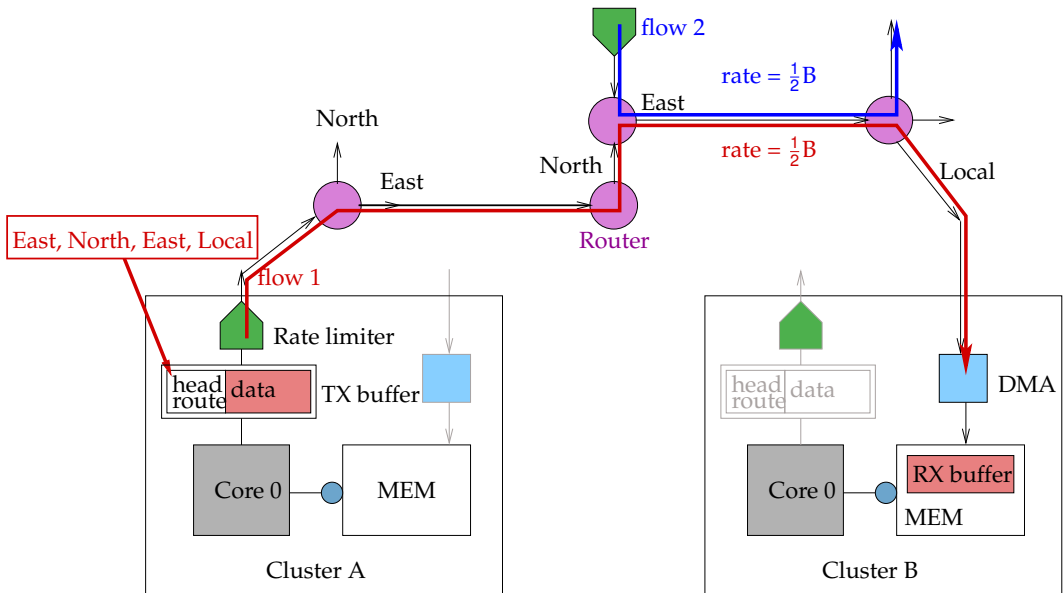 flow 2
rate = 1/2 B
East
North
rate = 1/2 B
North
East
Local
Router
East, North, East, Local
flow 1
Rate limiter
head
route
data
TX buffer
head
route
data
DMA
Core 0
MEM
Core 0
RX buffer
MEM
Cluster A
Cluster B